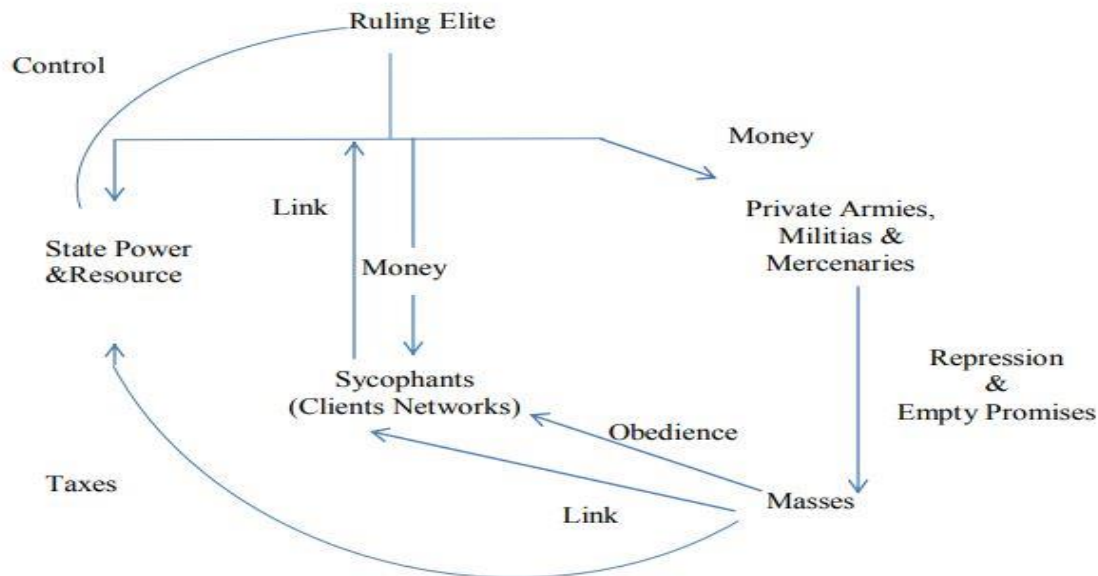 Ruling Elite
Control
Money
Link
Private Armies,
Militias &
Mercenaries
State Power
&Resource
Money
Repression
&
Empty Promises
Sycophants
(Clients Networks)
Obedience
Taxes
Masses
Link